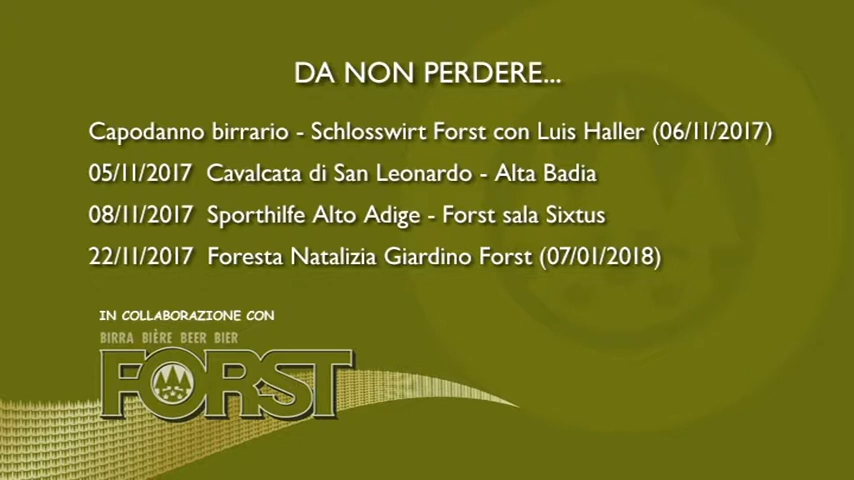 DA NON PERDERE...
Capodanno birrario - Schlosswirt Forst con Luis Haller (06/11/2017)
05/11/2017 Cavalcata di San Leonardo - Alta Badia
08/11/2017 Sporthilfe Alto Adige - Forst sala Sixtus
22/11/2017 Foresta Natalizia Giardino Forst (07/01/2018)
IN COLLABORAZIONE CON
BIRRA BIÈRE BEER BIER
FORST